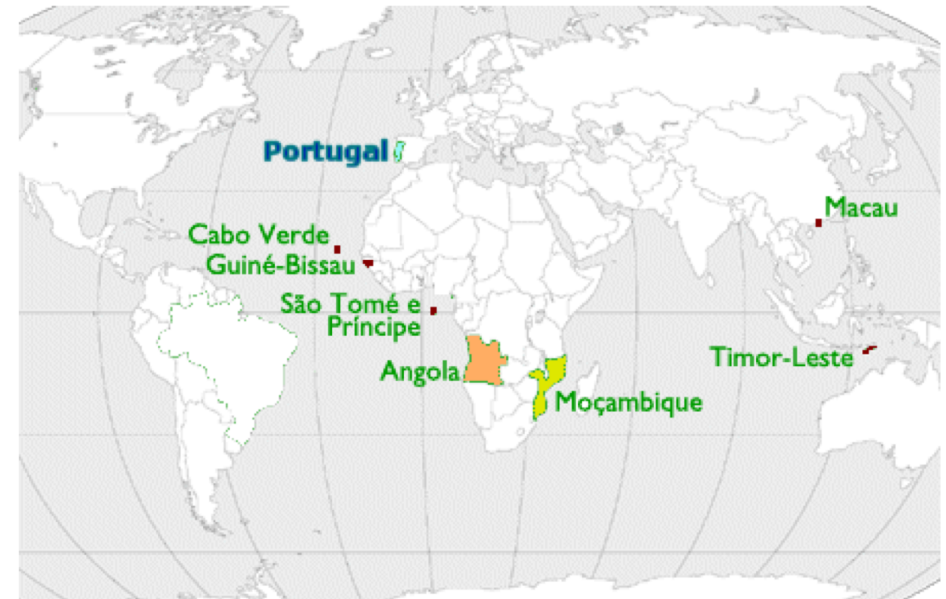 Portugal
Macau
Cabo Verde
Guiné-Bissau
São Tomé e
Príncipe
Timor-Leste
Angola
Moçambique